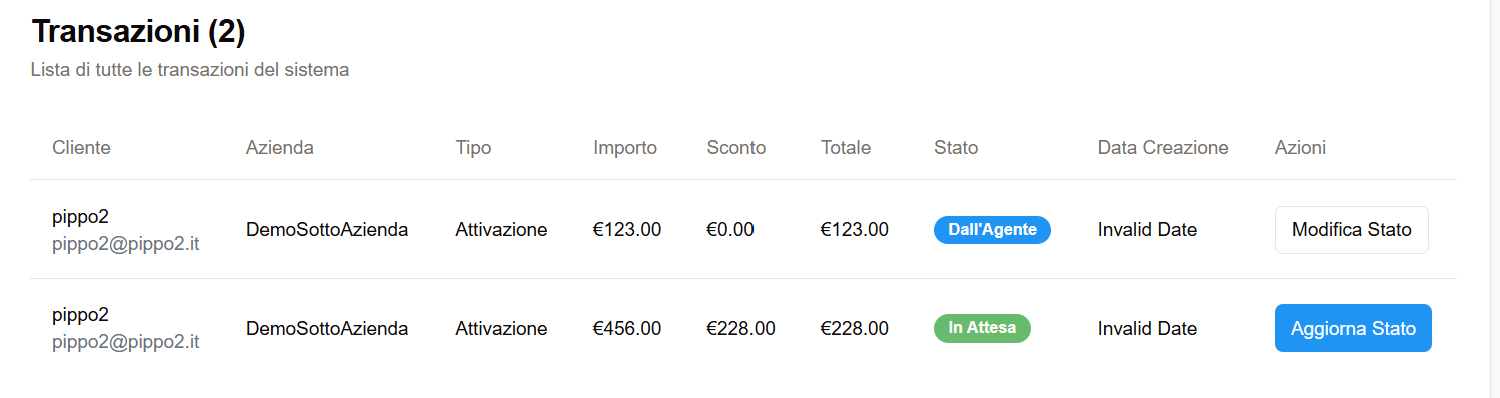 Transazioni (2)
Lista di tutte le transazioni del sistema
Cliente Azienda Tipo Importo Sconto Totale Stato Data Creazione Azioni
pippo2
pippo2@pippo2.it
DemoSottoAzienda Attivazione €123.00 €0.00 €123.00 Dall'Agente Invalid Date Modifica Stato
pippo2
pippo2@pippo2.it
DemoSottoAzienda Attivazione €456.00 €228.00 €228.00 In Attesa Invalid Date Aggiorna Stato